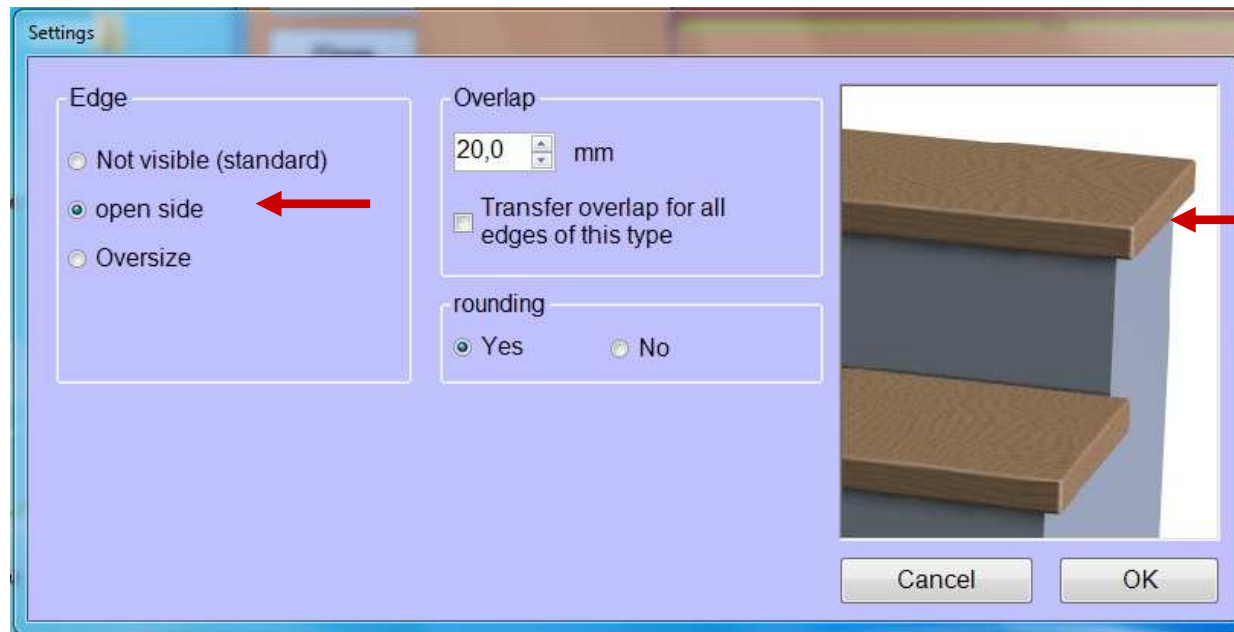 Settings
Edge
Not visible (standard)
open side
Oversize
Overlap
20,0 mm
Transfer overlap for all
edges of this type
rounding
Yes No
Cancel OK